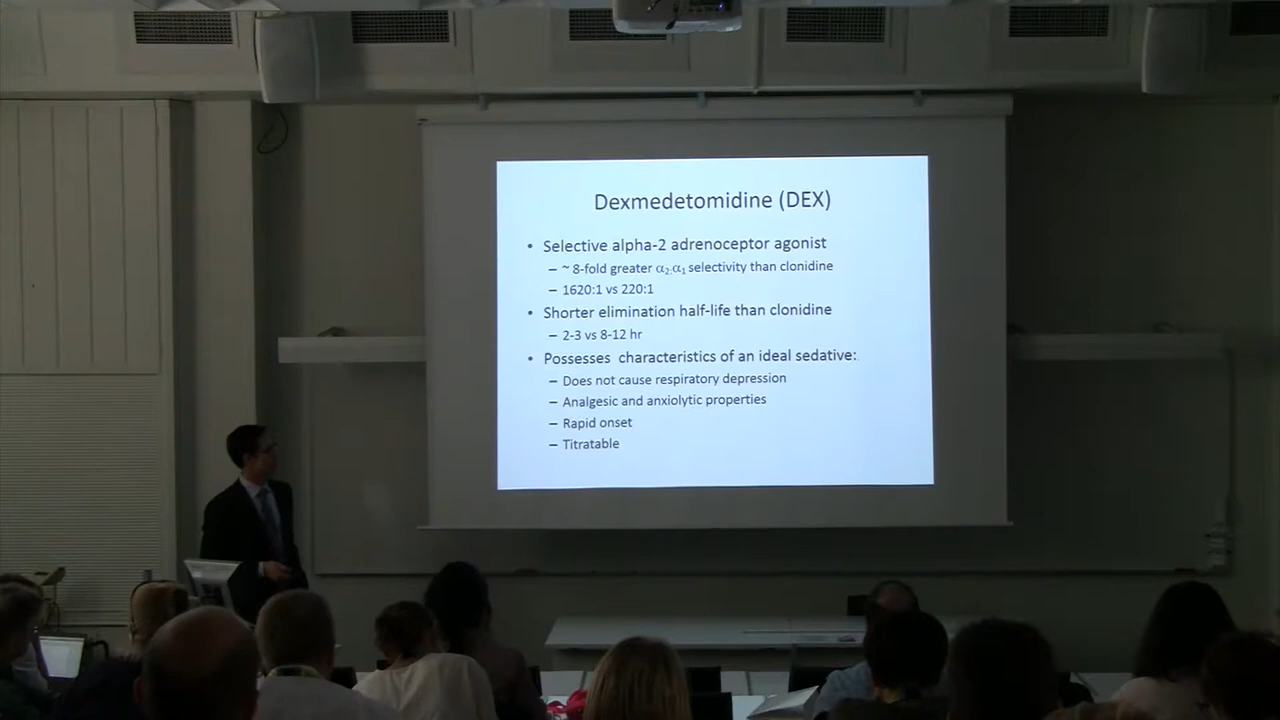 Dexmedetomidine (DEX)
• Selective alpha-2 adrenoceptor agonist
– ~ 8-fold greater α₂:α₁ selectivity than clonidine
– 1620:1 vs 220:1
• Shorter elimination half-life than clonidine
– 2-3 vs 8-12 hr
• Possesses characteristics of an ideal sedative:
– Does not cause respiratory depression
– Analgesic and anxiolytic properties
– Rapid onset
– Titratable